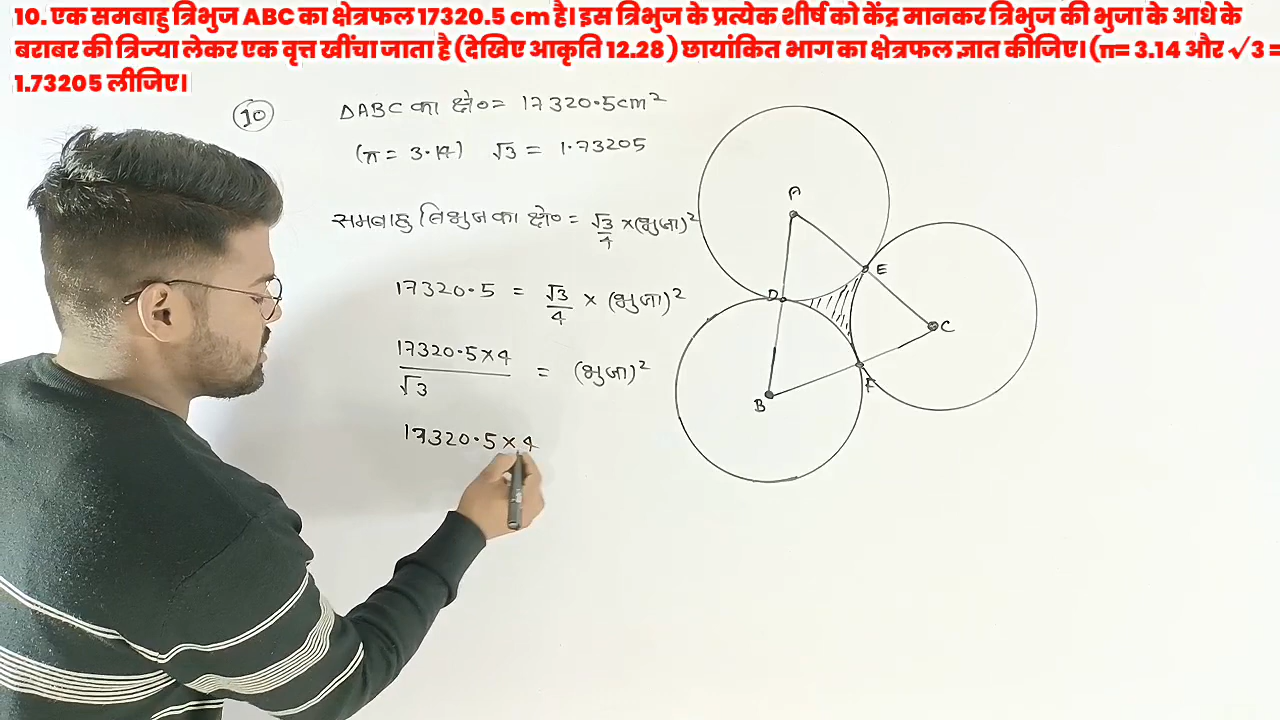 10. एक समबाहु त्रिभुज ABC का क्षेत्रफल 17320.5 cm है। इस त्रिभुज के प्रत्येक शीर्ष को केंद्र मानकर त्रिभुज की भुजा के आधे के
बराबर की त्रिज्या लेकर एक वृत्त खींचा जाता है (देखिए आकृति 12.28) छायांकित भाग का क्षेत्रफल ज्ञात कीजिए। (π= 3.14 और √3 =
1.73205 लीजिए।
10
ΔABC का क्षे० = 17320.5cm²
(π = 3.14) √3 = 1.73205
समबाहु त्रिभुज का क्षे० = √3/4 × (भुजा)²
17320.5 = √3/4 × (भुजा)²
17320.5×4/√3 = (भुजा)²
17320.5×4
A
E
D
C
F
B